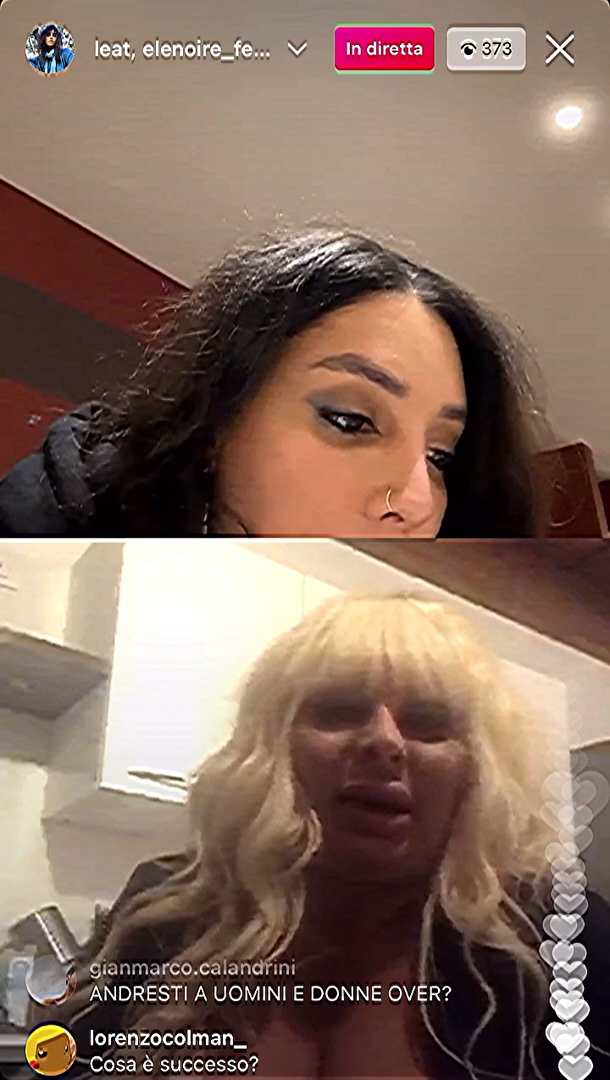 leat, elenoire_fe...
In diretta
373
gianmarco.calandrini
ANDRESTI A UOMINI E DONNE OVER?
lorenzocolman_
Cosa è successo?